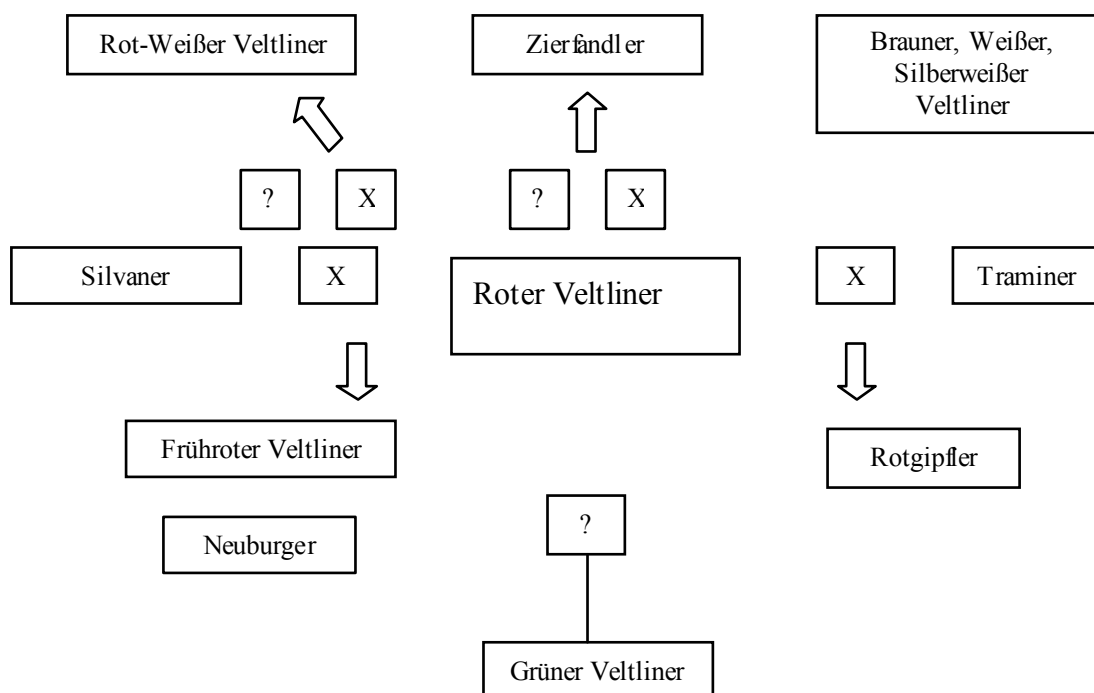 Rot-Weißer Veltliner
Zierfandler
Brauner, Weißer,
Silberweißer
Veltliner
?
X
?
X
Silvaner
X
Roter Veltliner
X
Traminer
Frühroter Veltliner
Rotgipfler
Neuburger
?
Grüner Veltliner